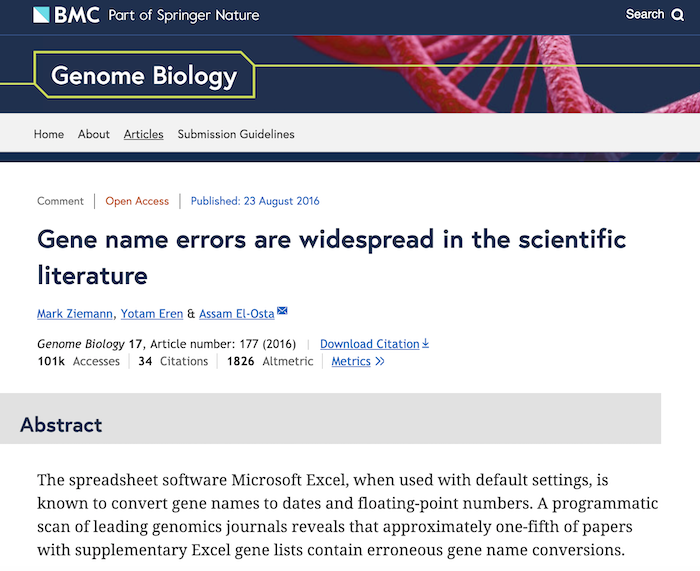 BMC Part of Springer Nature
Search
Genome Biology
Home About Articles Submission Guidelines
Comment Open Access Published: 23 August 2016
Gene name errors are widespread in the scientific
literature
Mark Ziemann, Yotam Eren & Assam El-Osta
Genome Biology 17, Article number: 177 (2016) Download Citation
101k Accesses 34 Citations 1826 Altmetric Metrics
Abstract
The spreadsheet software Microsoft Excel, when used with default settings, is
known to convert gene names to dates and floating-point numbers. A programmatic
scan of leading genomics journals reveals that approximately one-fifth of papers
with supplementary Excel gene lists contain erroneous gene name conversions.